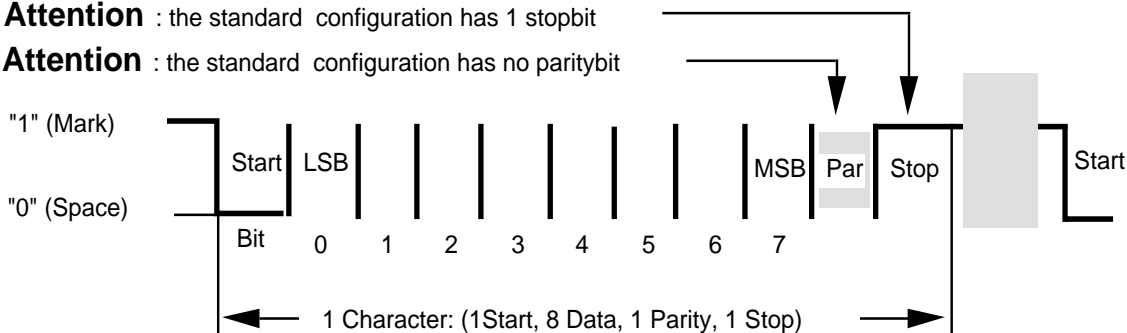 Attention : the standard configuration has 1 stopbit
Attention : the standard configuration has no paritybit
"1" (Mark)
Start LSB MSB Par Stop Start
"0" (Space)
Bit 0 1 2 3 4 5 6 7
1 Character: (1Start, 8 Data, 1 Parity, 1 Stop)